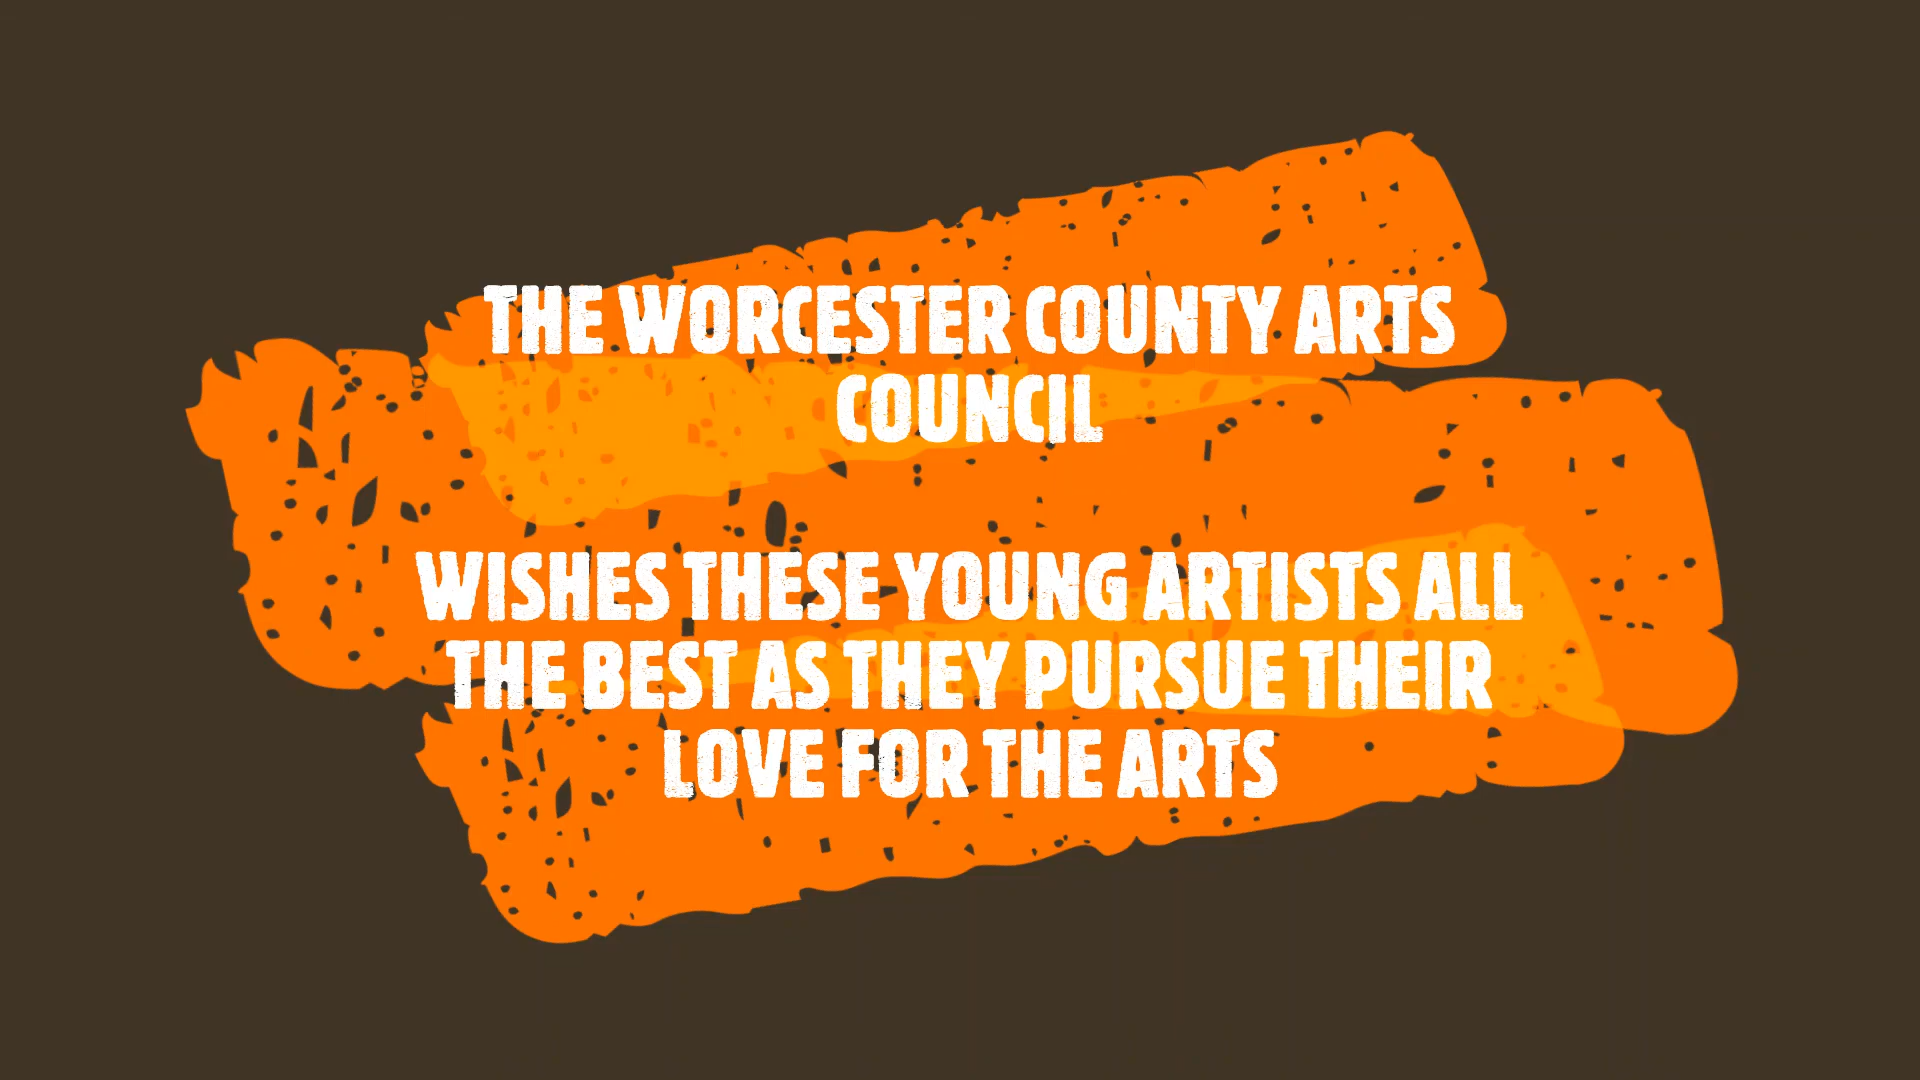 THE WORCESTER COUNTY ARTS
COUNCIL
WISHES THESE YOUNG ARTISTS ALL
THE BEST AS THEY PURSUE THEIR
LOVE FOR THE ARTS